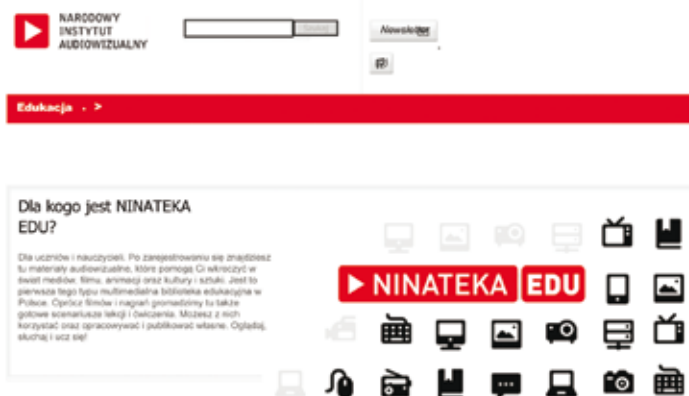 NARODOWY
INSTYTUT
AUDIOWIZUALNY
Szukaj
Newsletter
Edukacja - >
Dla kogo jest NINATEKA
EDU?
Dla uczniów i nauczycieli. Po zarejestrowaniu się znajdziesz
tu materiały audiowizualne, które pomogą Ci wkroczyć w
świat mediów, filmu, animacji oraz kultury i sztuki. Jest to
pierwsza tego typu multimedialna biblioteka edukacyjna w
Polsce. Oprócz filmów i nagrań gromadzimy tu także
gotowe scenariusze lekcji i ćwiczenia. Możesz z nich
korzystać oraz opracowywać i publikować własne. Oglądaj,
słuchaj i ucz się!
NINATEKA EDU